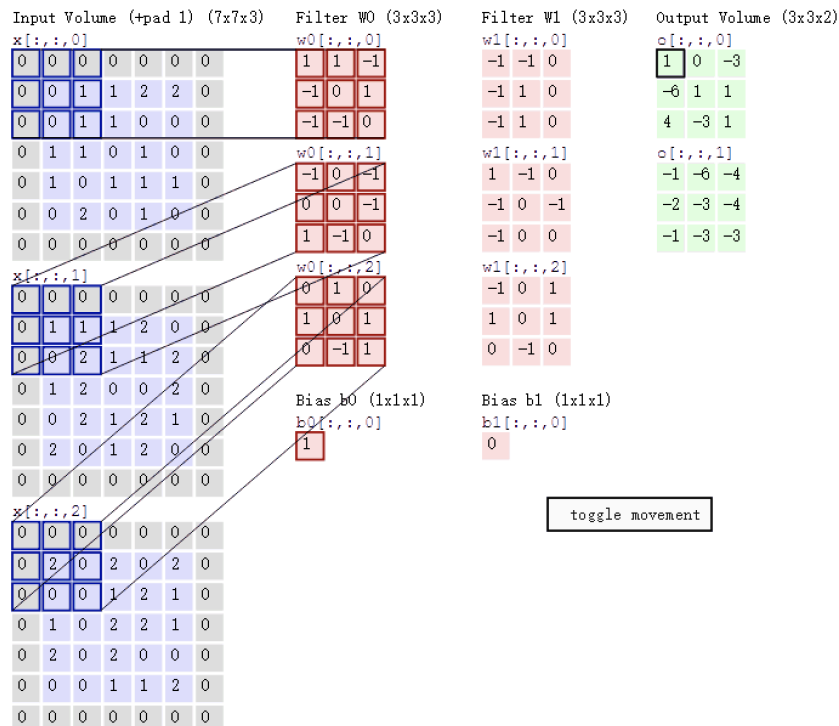 Input Volume (+pad 1) (7x7x3)
x[:,:,0]
0 0 0 0 0 0 0
0 0 1 1 2 2 0
0 0 1 1 0 0 0
0 1 1 0 1 0 0
0 1 0 1 1 1 0
0 0 2 0 1 0 0
0 0 0 0 0 0 0
x[:,:,1]
0 0 0 0 0 0 0
0 1 1 1 2 0 0
0 0 2 1 1 2 0
0 1 2 0 0 2 0
0 0 2 1 2 1 0
0 2 0 1 2 0 0
0 0 0 0 0 0 0
x[:,:,2]
0 0 0 0 0 0 0
0 2 0 2 0 2 0
0 0 0 1 2 1 0
0 1 0 2 2 1 0
0 2 0 2 0 0 0
0 0 0 1 1 2 0
0 0 0 0 0 0 0
Filter W0 (3x3x3)
w0[:,:,0]
1 1 -1
-1 0 1
-1 -1 0
w0[:,:,1]
-1 0 -1
0 0 -1
1 -1 0
w0[:,:,2]
0 1 0
1 0 1
0 -1 1
Bias b0 (1x1x1)
b0[:,:,0]
1
Filter W1 (3x3x3)
w1[:,:,0]
-1 -1 0
-1 1 0
-1 1 0
w1[:,:,1]
1 -1 0
-1 0 -1
-1 0 0
w1[:,:,2]
-1 0 1
1 0 1
0 -1 0
Bias b1 (1x1x1)
b1[:,:,0]
0
Output Volume (3x3x2)
o[:,:,0]
1 0 -3
-6 1 1
4 -3 1
o[:,:,1]
-1 -6 -4
-2 -3 -4
-1 -3 -3
toggle movement